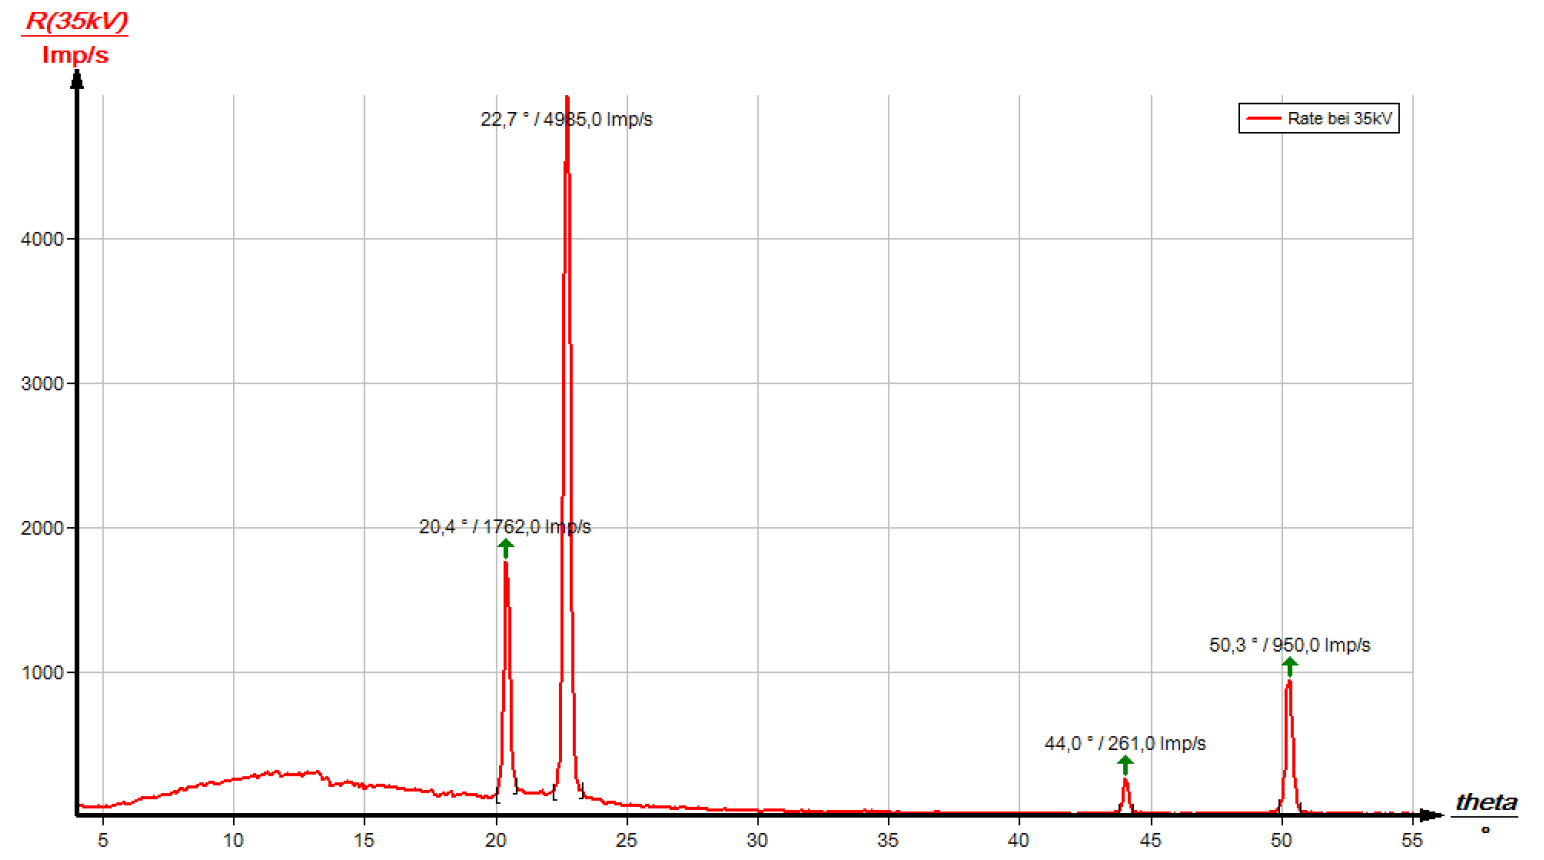 R(35kV)
Imp/s
22,7 ° / 4985,0 Imp/s
Rate bei 35kV
4000
3000
20,4 ° / 1762,0 Imp/s
2000
50,3 ° / 950,0 Imp/s
1000
44,0 ° / 261,0 Imp/s
theta
°
5 10 15 20 25 30 35 40 45 50 55